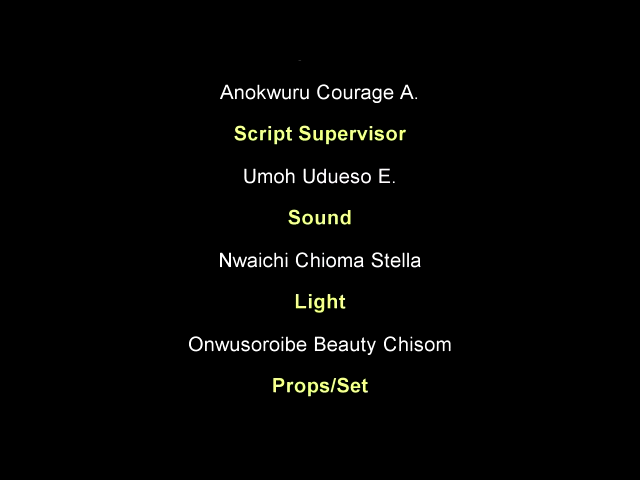 Anokwuru Courage A.
Script Supervisor
Umoh Udueso E.
Sound
Nwaichi Chioma Stella
Light
Onwusoroibe Beauty Chisom
Props/Set